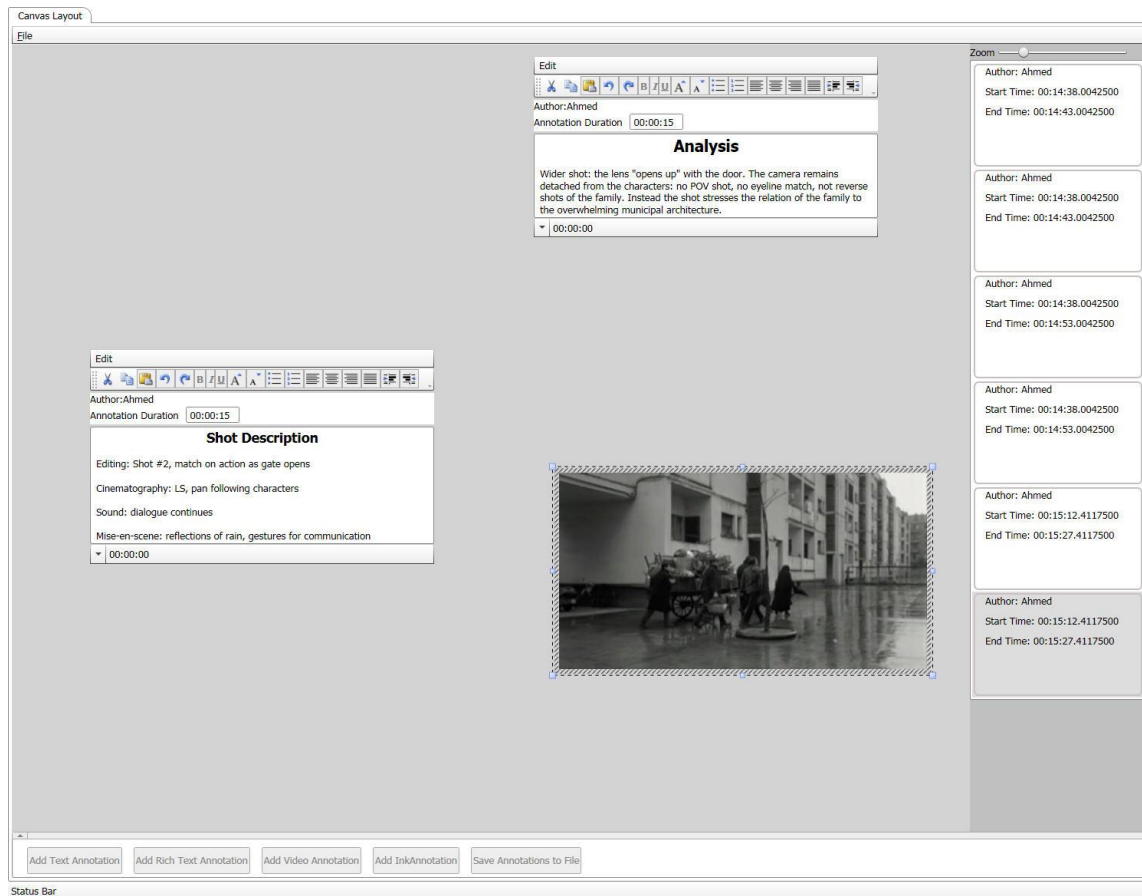 Canvas Layout
File
Zoom
Edit
B I U A A
Author:Ahmed
Annotation Duration 00:00:15
Analysis
Wider shot: the lens "opens up" with the door. The camera remains
detached from the characters: no POV shot, no eyeline match, not reverse
shots of the family. Instead the shot stresses the relation of the family to
the overwhelming municipal architecture.
00:00:00
Edit
B I U A A
Author:Ahmed
Annotation Duration 00:00:15
Shot Description
Editing: Shot #2, match on action as gate opens
Cinematography: LS, pan following characters
Sound: dialogue continues
Mise-en-scene: reflections of rain, gestures for communication
00:00:00
Author: Ahmed
Start Time: 00:14:38.0042500
End Time: 00:14:43.0042500
Author: Ahmed
Start Time: 00:14:38.0042500
End Time: 00:14:43.0042500
Author: Ahmed
Start Time: 00:14:38.0042500
End Time: 00:14:53.0042500
Author: Ahmed
Start Time: 00:14:38.0042500
End Time: 00:14:53.0042500
Author: Ahmed
Start Time: 00:15:12.4117500
End Time: 00:15:27.4117500
Author: Ahmed
Start Time: 00:15:12.4117500
End Time: 00:15:27.4117500
Add Text Annotation Add Rich Text Annotation Add Video Annotation Add InkAnnotation Save Annotations to File
Status Bar